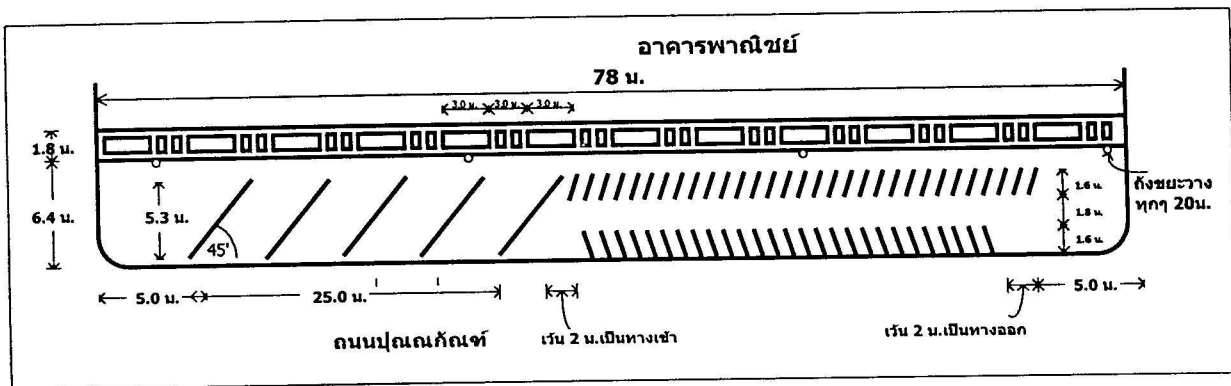 อาคารพาณิชย์
78 ม.
3.0 ม. 3.0 ม. 3.0 ม.
1.8 ม.
6.4 ม.
5.3 ม.
45'
1.6 ม.
1.8 ม.
1.6 ม.
ถังขยะวาง
ทุกๆ 20ม.
5.0 ม.
25.0 ม.
5.0 ม.
ถนนปุณณกัณฑ์
เว้น 2 ม.เป็นทางเข้า
เว้น 2 ม.เป็นทางออก